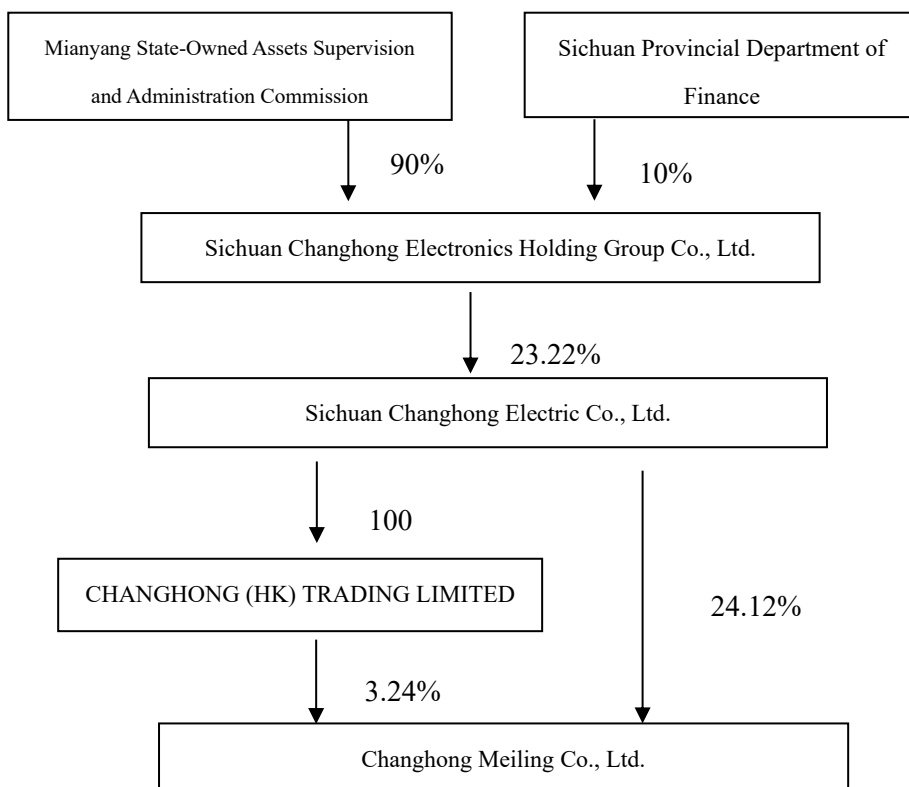 Mianyang State-Owned Assets Supervision
and Administration Commission
Sichuan Provincial Department of
Finance
90%
10%
Sichuan Changhong Electronics Holding Group Co., Ltd.
23.22%
Sichuan Changhong Electric Co., Ltd.
100
CHANGHONG (HK) TRADING LIMITED
24.12%
3.24%
Changhong Meiling Co., Ltd.